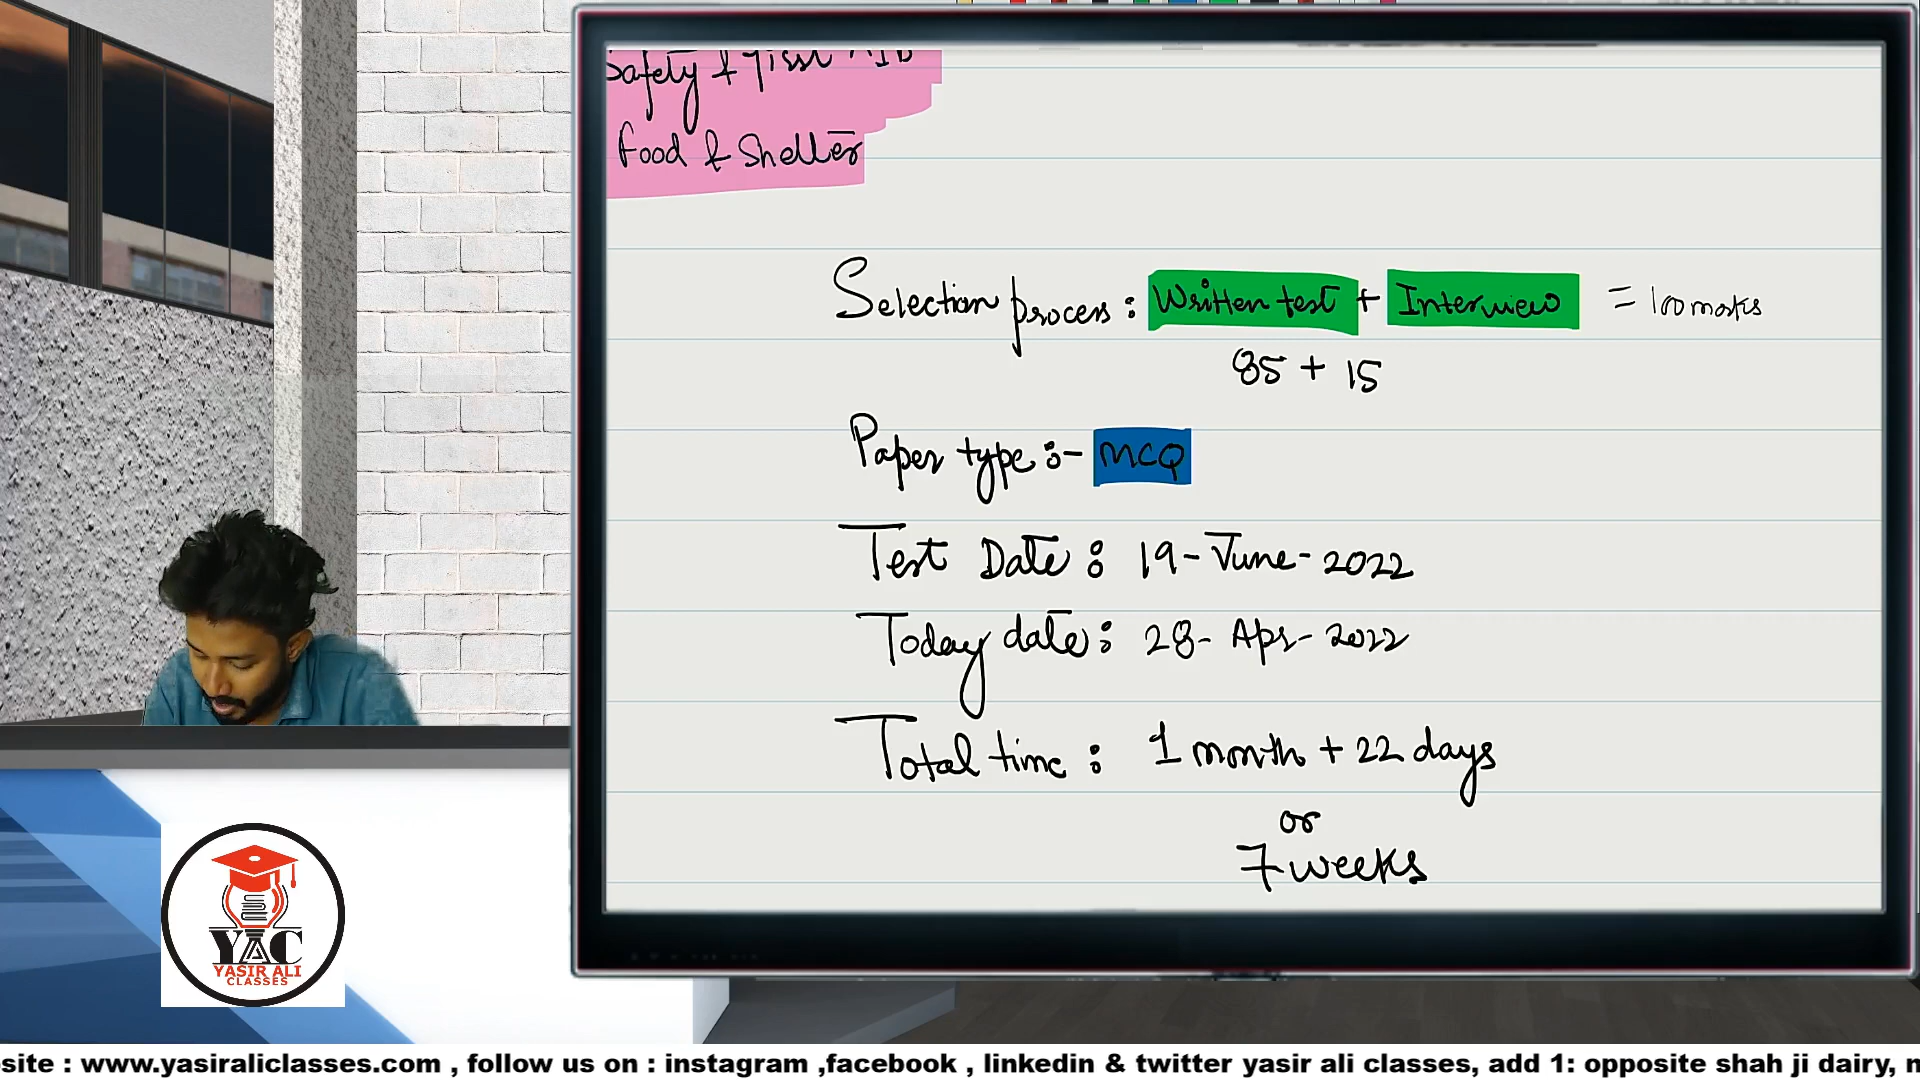 Safety & first AID
Food & Shelter
Selection process : Written test + Interview = 100 marks
85 + 15
Paper type :- MCQ
Test Date : 19 - June - 2022
Today date : 28 - Apr - 2022
Total time : 1 month + 22 days
or
7 weeks
YAC
YASIR ALI
CLASSES
site : www.yasiraliclasses.com , follow us on : instagram ,facebook , linkedin & twitter yasir ali classes, add 1: opposite shah ji dairy, n